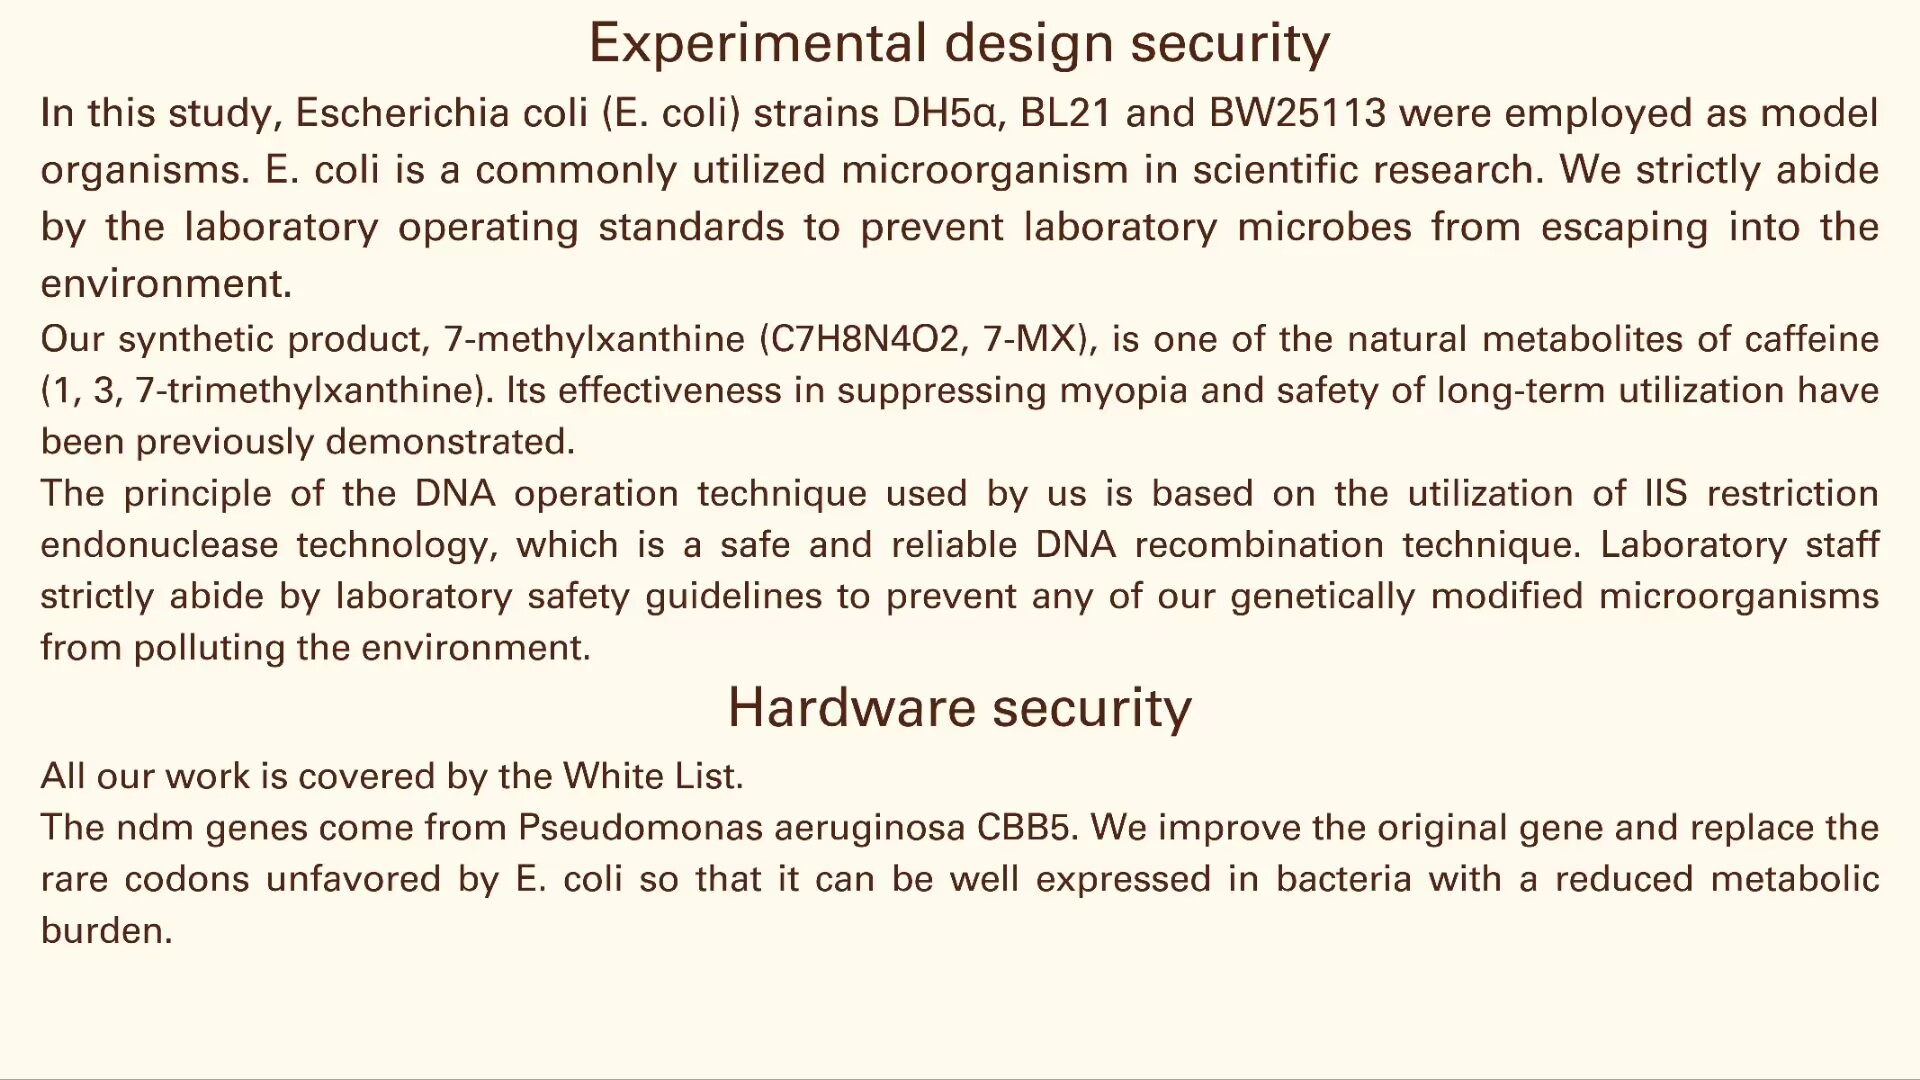 Experimental design security
In this study, Escherichia coli (E. coli) strains DH5α, BL21 and BW25113 were employed as model
organisms. E. coli is a commonly utilized microorganism in scientific research. We strictly abide
by the laboratory operating standards to prevent laboratory microbes from escaping into the
environment.
Our synthetic product, 7-methylxanthine (C7H8N4O2, 7-MX), is one of the natural metabolites of caffeine
(1, 3, 7-trimethylxanthine). Its effectiveness in suppressing myopia and safety of long-term utilization have
been previously demonstrated.
The principle of the DNA operation technique used by us is based on the utilization of IIS restriction
endonuclease technology, which is a safe and reliable DNA recombination technique. Laboratory staff
strictly abide by laboratory safety guidelines to prevent any of our genetically modified microorganisms
from polluting the environment.
Hardware security
All our work is covered by the White List.
The ndm genes come from Pseudomonas aeruginosa CBB5. We improve the original gene and replace the
rare codons unfavored by E. coli so that it can be well expressed in bacteria with a reduced metabolic
burden.